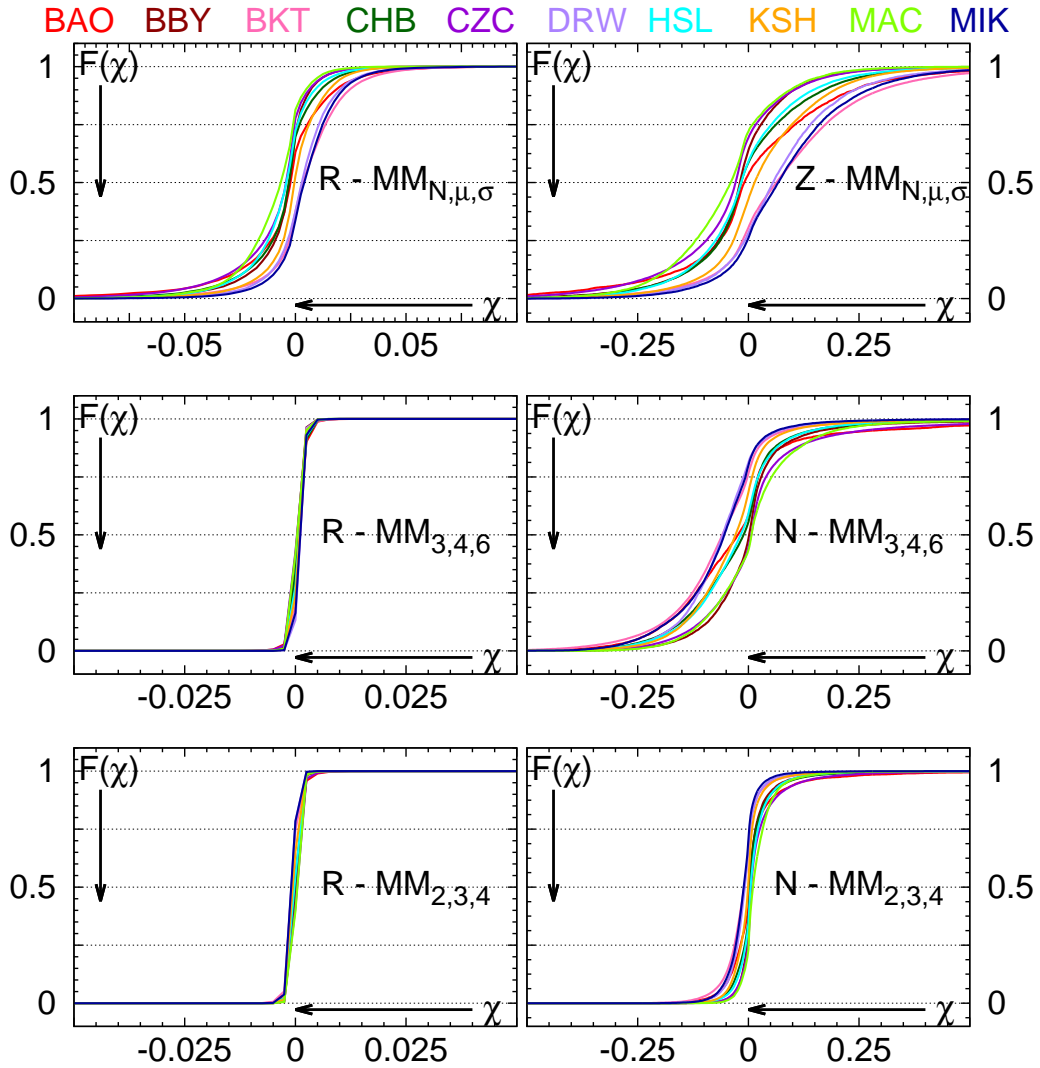 BAO BBY BKT CHB CZC DRW HSL KSH MAC MIK
F(χ) F(χ)
1 1
R - MM_N,μ,σ Z - MM_N,μ,σ
0.5 0.5
0 0
χ χ
-0.05 0 0.05 -0.25 0 0.25
F(χ) F(χ)
1 1
R - MM_3,4,6 N - MM_3,4,6
0.5 0.5
0 0
χ χ
-0.025 0 0.025 -0.25 0 0.25
F(χ) F(χ)
1 1
R - MM_2,3,4 N - MM_2,3,4
0.5 0.5
0 0
χ χ
-0.025 0 0.025 -0.25 0 0.25